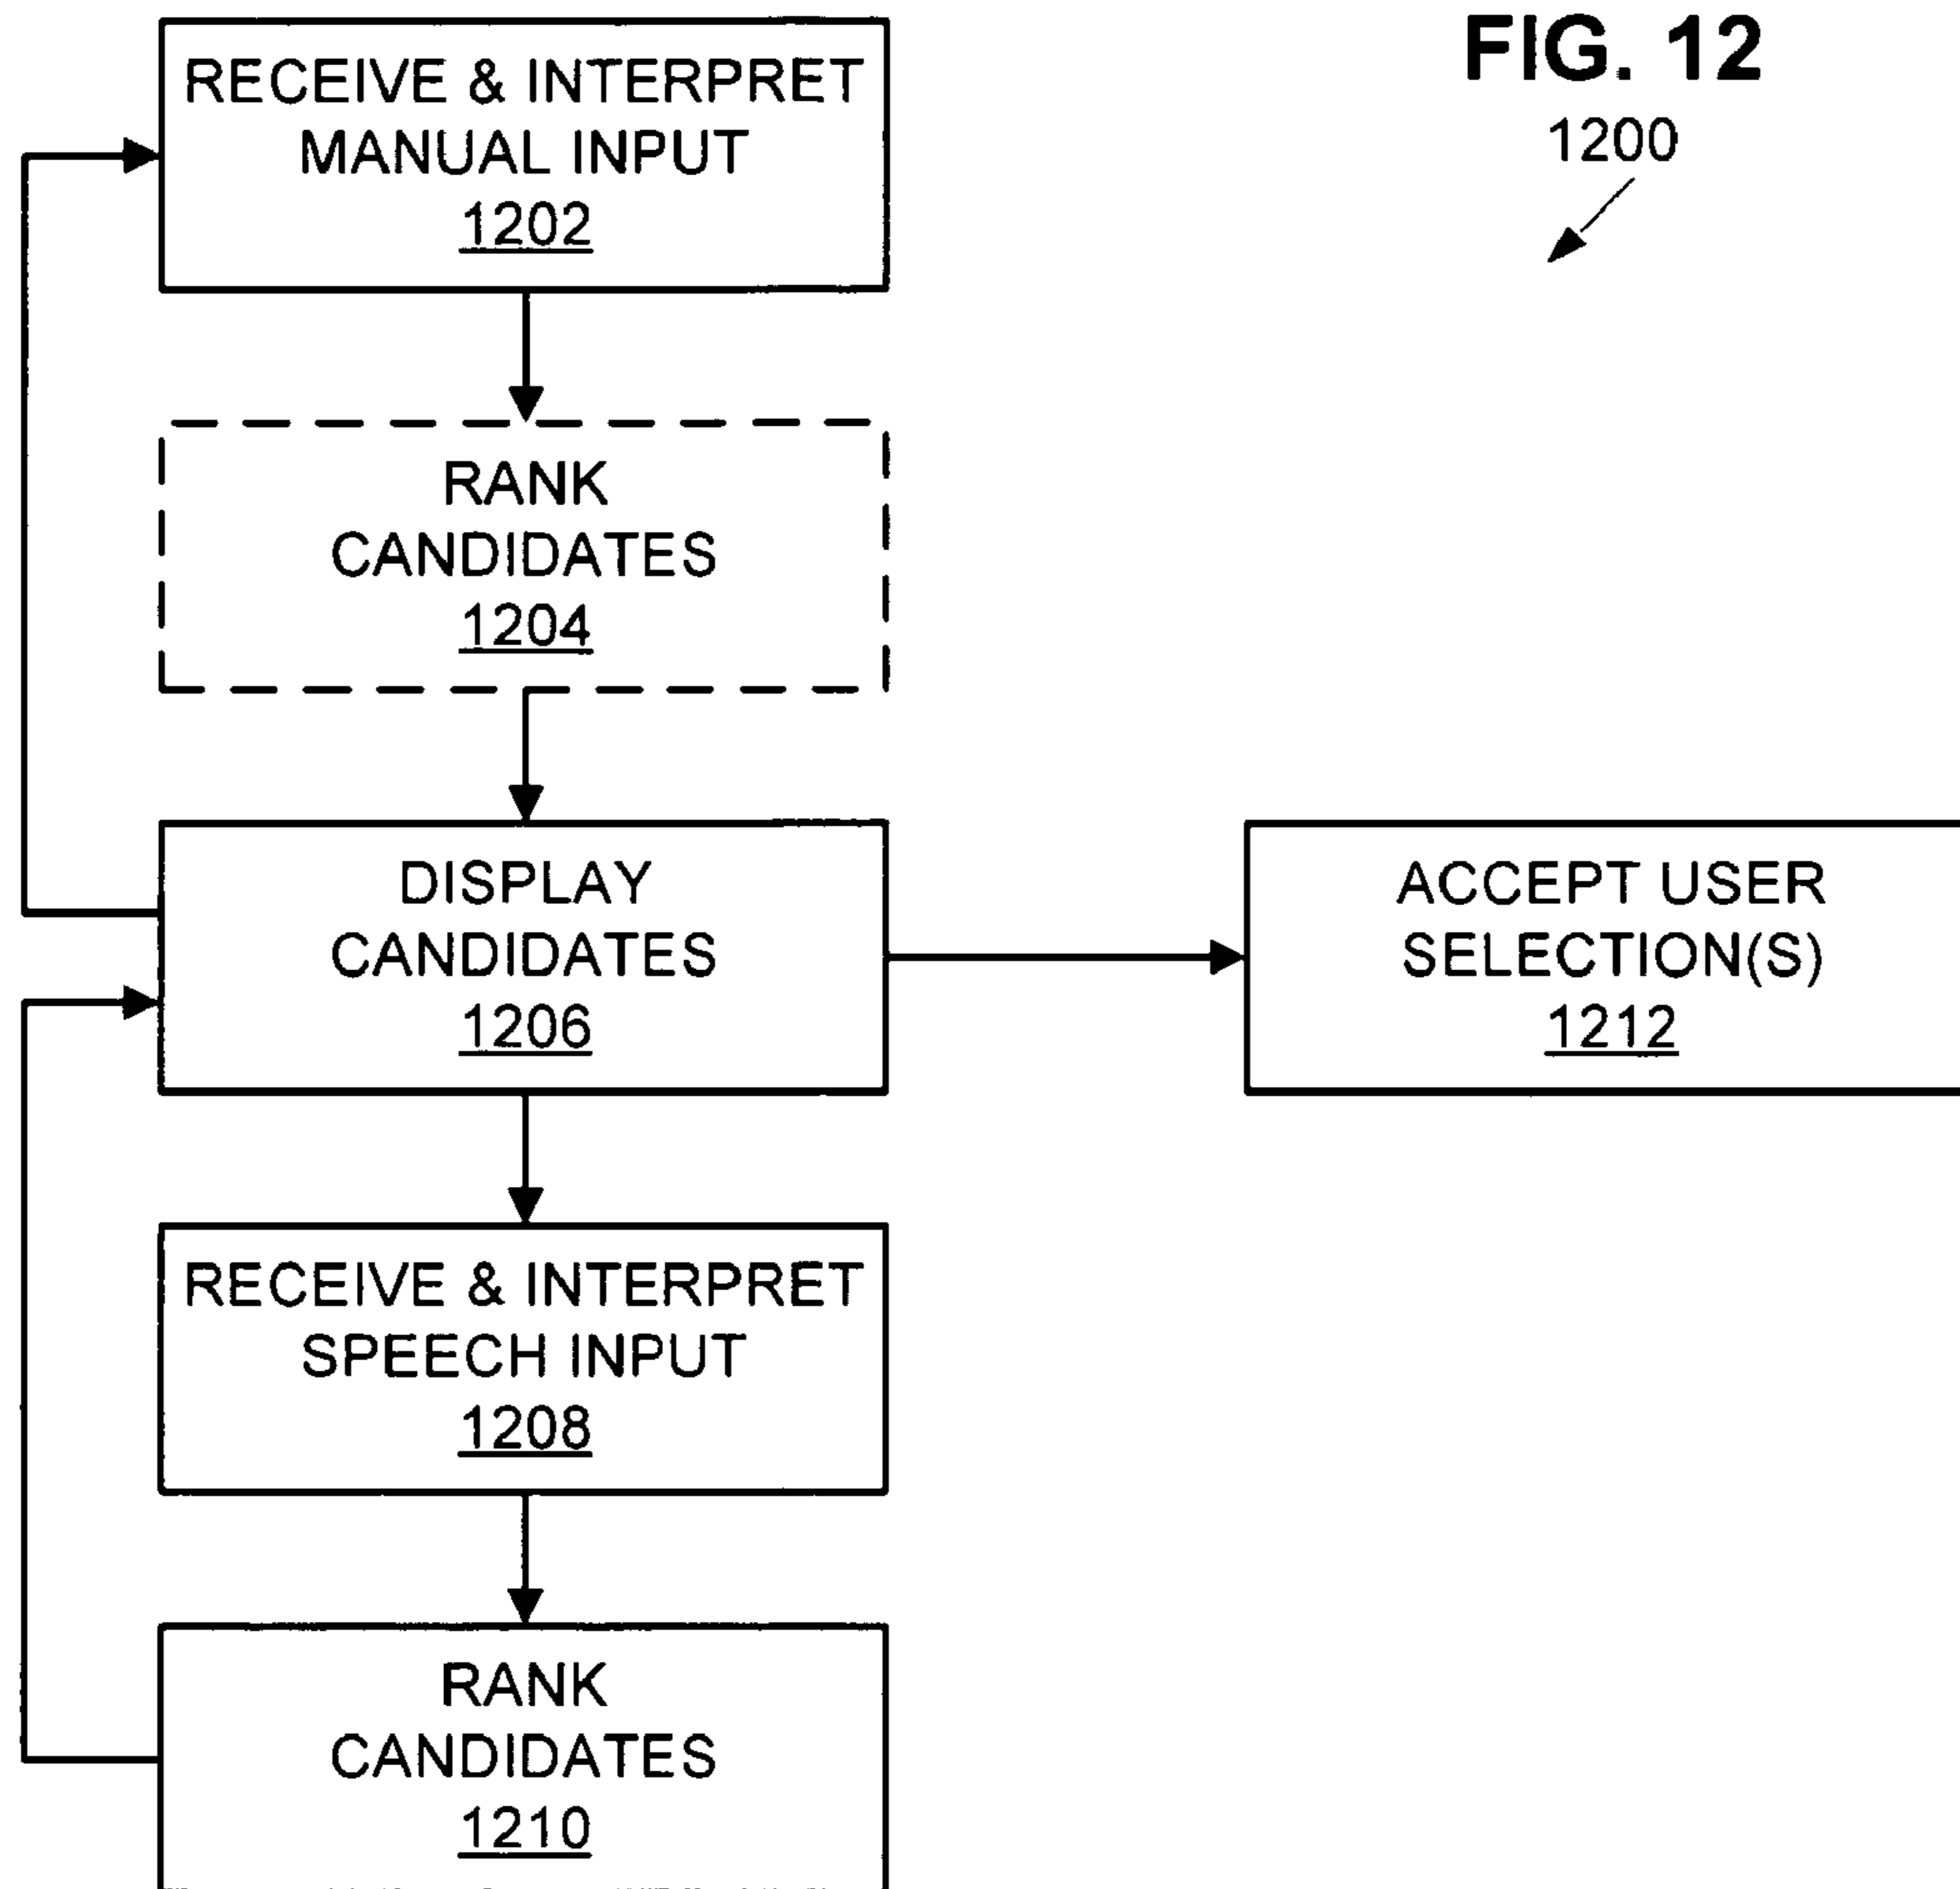 FIG. 12
1200
RECEIVE & INTERPRET
MANUAL INPUT
1202
RANK
CANDIDATES
1204
DISPLAY
CANDIDATES
1206
ACCEPT USER
SELECTION(S)
1212
RECEIVE & INTERPRET
SPEECH INPUT
1208
RANK
CANDIDATES
1210